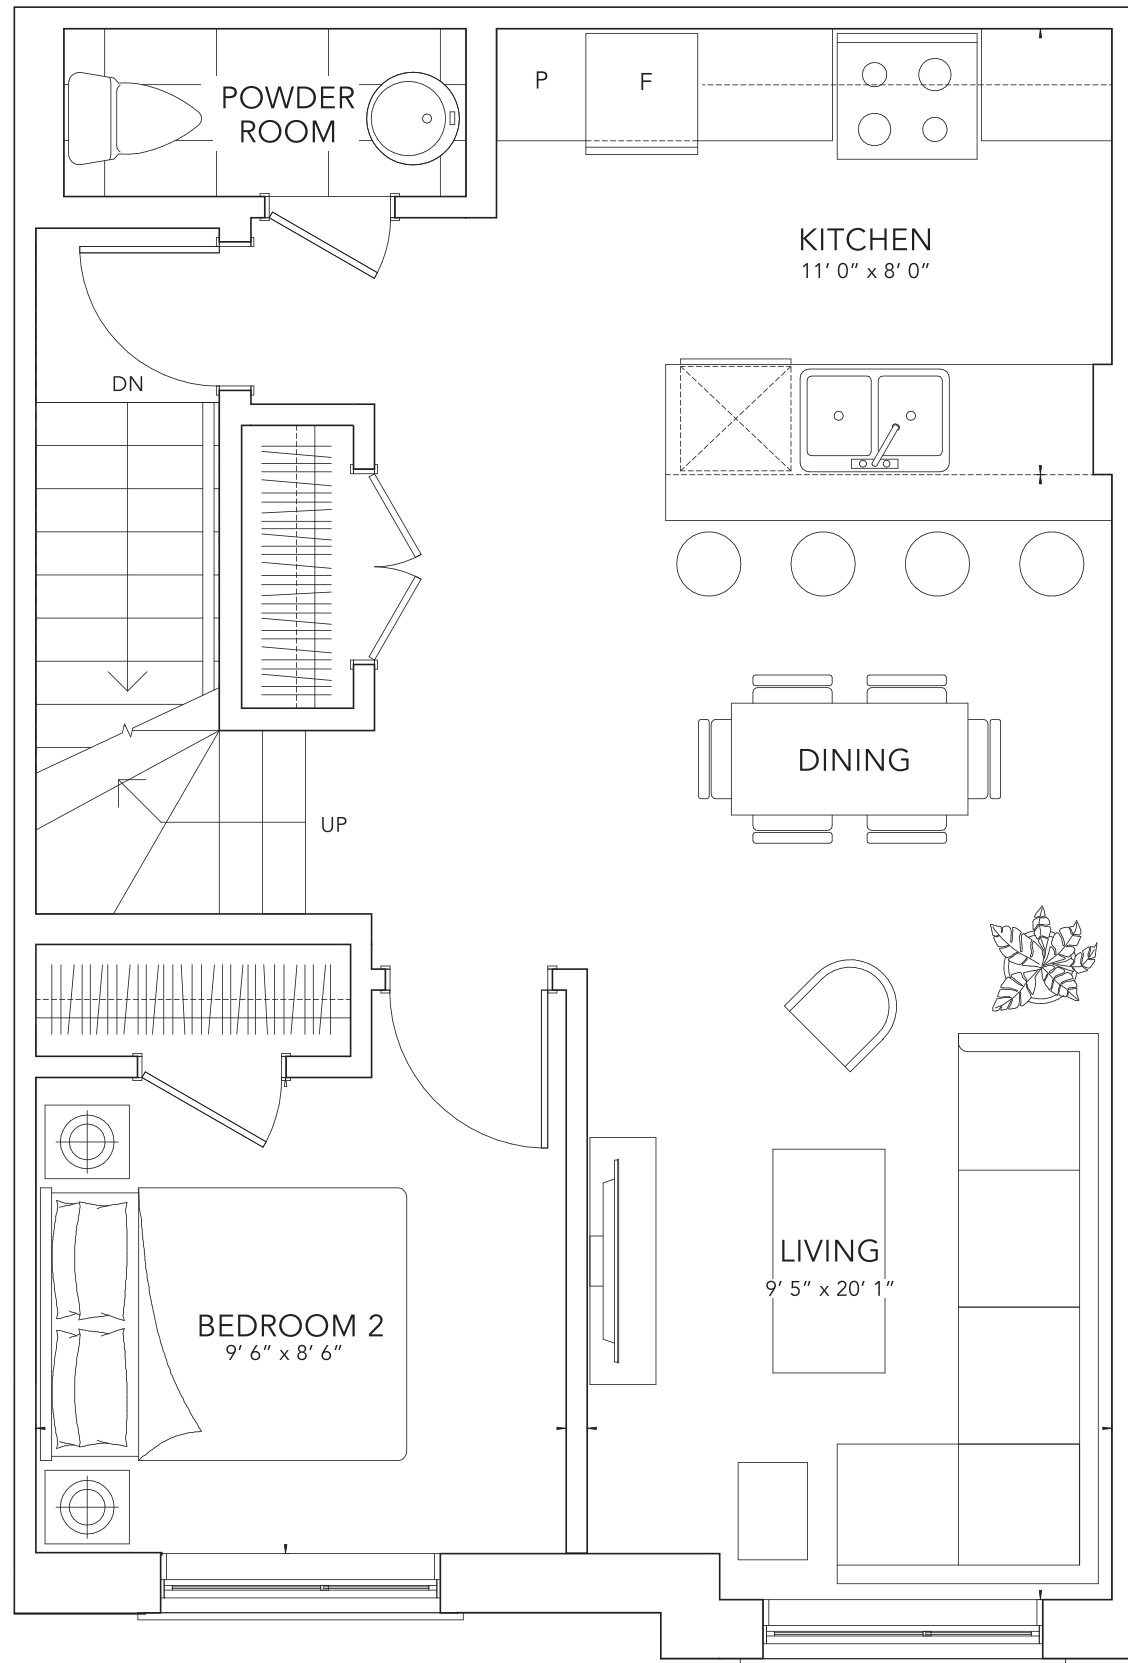 POWDER
ROOM
P
F
KITCHEN
11’ 0” x 8’ 0”
DN
DINING
UP
LIVING
9’ 5” x 20’ 1”
BEDROOM 2
9’ 6” x 8’ 6”